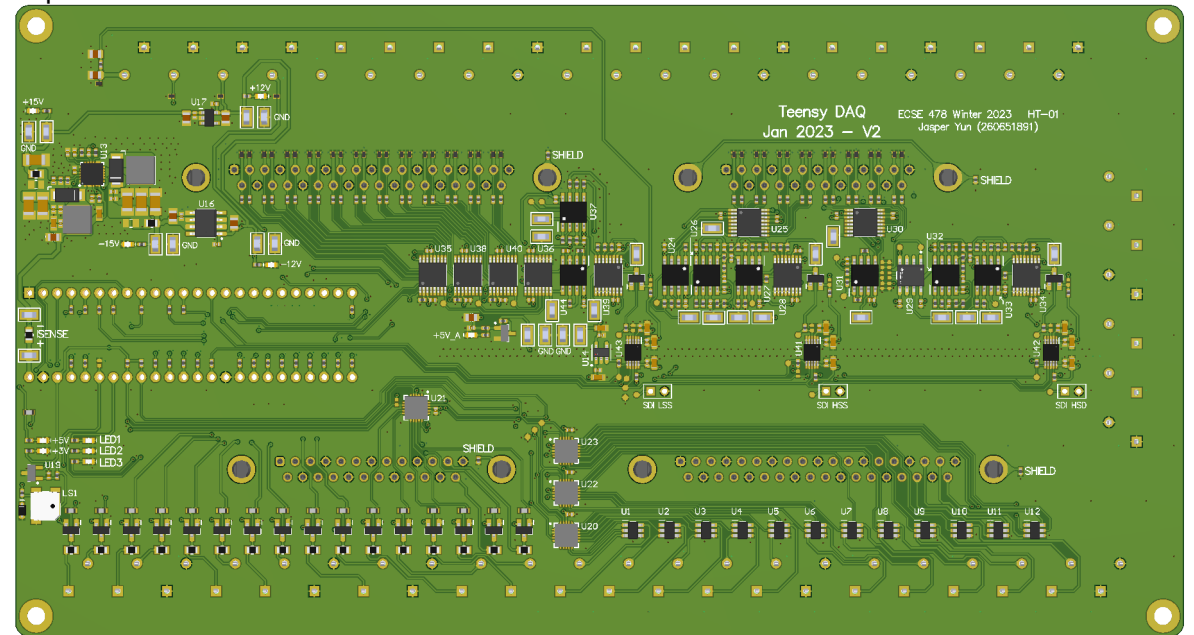 Teensy DAQ
Jan 2023 - V2
ECSE 478 Winter 2023 HT-01
Jasper Yun (260651891)
+15V
GND
U17
+12V
GND
U13
U16
-15V
GND
GND
-12V
SHIELD
SHIELD
U37
U35
U38
U40
U36
U44
U39
U24
U26
U25
U27
U28
U30
U31
U29
U32
U33
U34
ISENSE
+5V_A
GND
GND
U14
U43
U41
U42
SDI LSS
SDI HSS
SDI HSD
U21
+5V
LED1
+3V
LED2
LED3
U19
LS1
SHIELD
U23
U22
U20
SHIELD
U1
U2
U3
U4
U5
U6
U7
U8
U9
U10
U11
U12